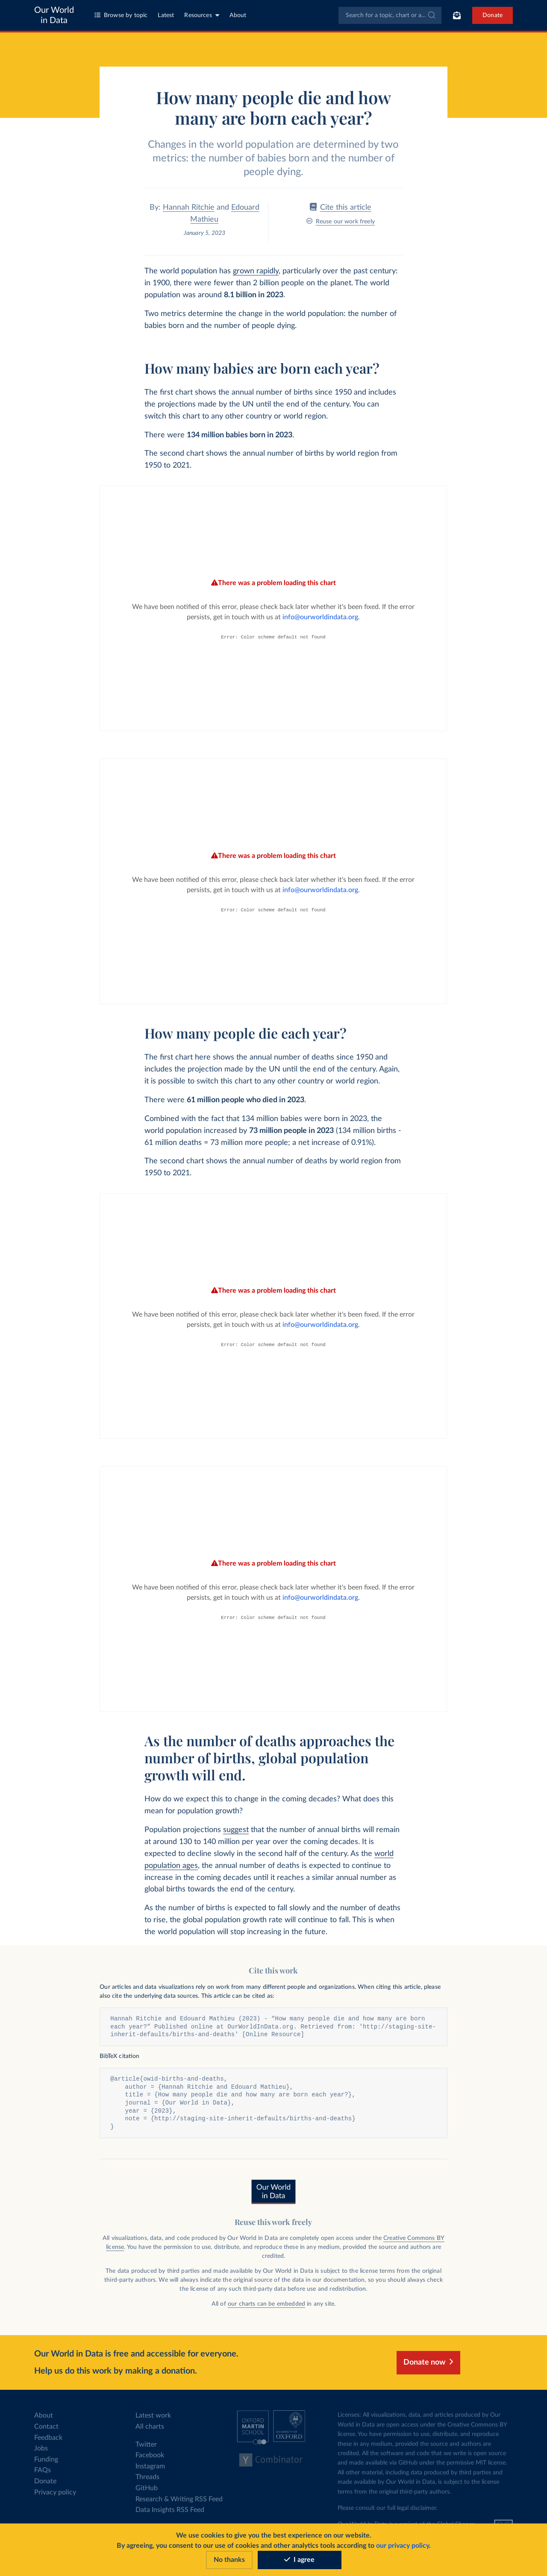 Our World
in Data
Browse by topic
Latest
Resources
About
Search for a topic, chart or a...
Donate
How many people die and how
many are born each year?
Changes in the world population are determined by two
metrics: the number of babies born and the number of
people dying.
By: Hannah Ritchie and Edouard
Mathieu
January 5, 2023
Cite this article
Reuse our work freely
The world population has grown rapidly, particularly over the past century:
in 1900, there were fewer than 2 billion people on the planet. The world
population was around 8.1 billion in 2023.
Two metrics determine the change in the world population: the number of
babies born and the number of people dying.
How many babies are born each year?
The first chart shows the annual number of births since 1950 and includes
the projections made by the UN until the end of the century. You can
switch this chart to any other country or world region.
There were 134 million babies born in 2023.
The second chart shows the annual number of births by world region from
1950 to 2021.
There was a problem loading this chart
We have been notified of this error, please check back later whether it's been fixed. If the error
persists, get in touch with us at info@ourworldindata.org.
Error: Color scheme default not found
There was a problem loading this chart
We have been notified of this error, please check back later whether it's been fixed. If the error
persists, get in touch with us at info@ourworldindata.org.
Error: Color scheme default not found
How many people die each year?
The first chart here shows the annual number of deaths since 1950 and
includes the projection made by the UN until the end of the century. Again,
it is possible to switch this chart to any other country or world region.
There were 61 million people who died in 2023.
Combined with the fact that 134 million babies were born in 2023, the
world population increased by 73 million people in 2023 (134 million births -
61 million deaths = 73 million more people; a net increase of 0.91%).
The second chart shows the annual number of deaths by world region from
1950 to 2021.
There was a problem loading this chart
We have been notified of this error, please check back later whether it's been fixed. If the error
persists, get in touch with us at info@ourworldindata.org.
Error: Color scheme default not found
There was a problem loading this chart
We have been notified of this error, please check back later whether it's been fixed. If the error
persists, get in touch with us at info@ourworldindata.org.
Error: Color scheme default not found
As the number of deaths approaches the
number of births, global population
growth will end.
How do we expect this to change in the coming decades? What does this
mean for population growth?
Population projections suggest that the number of annual births will remain
at around 130 to 140 million per year over the coming decades. It is
expected to decline slowly in the second half of the century. As the world
population ages, the annual number of deaths is expected to continue to
increase in the coming decades until it reaches a similar annual number as
global births towards the end of the century.
As the number of births is expected to fall slowly and the number of deaths
to rise, the global population growth rate will continue to fall. This is when
the world population will stop increasing in the future.
Cite this work
Our articles and data visualizations rely on work from many different people and organizations. When citing this article, please
also cite the underlying data sources. This article can be cited as:
Hannah Ritchie and Edouard Mathieu (2023) - “How many people die and how many are born
each year?” Published online at OurWorldInData.org. Retrieved from: 'http://staging-site-
inherit-defaults/births-and-deaths' [Online Resource]
BibTeX citation
@article{owid-births-and-deaths,
author = {Hannah Ritchie and Edouard Mathieu},
title = {How many people die and how many are born each year?},
journal = {Our World in Data},
year = {2023},
note = {http://staging-site-inherit-defaults/births-and-deaths}
}
Our World
in Data
Reuse this work freely
All visualizations, data, and code produced by Our World in Data are completely open access under the Creative Commons BY
license. You have the permission to use, distribute, and reproduce these in any medium, provided the source and authors are
credited.
The data produced by third parties and made available by Our World in Data is subject to the license terms from the original
third-party authors. We will always indicate the original source of the data in our documentation, so you should always check
the license of any such third-party data before use and redistribution.
All of our charts can be embedded in any site.
Our World in Data is free and accessible for everyone.
Help us do this work by making a donation.
Donate now
About
Contact
Feedback
Jobs
Funding
FAQs
Donate
Privacy policy
Latest work
All charts
Twitter
Facebook
Instagram
Threads
GitHub
Research & Writing RSS Feed
Data Insights RSS Feed
OXFORD
MARTIN
SCHOOL
OXFORD
Y Combinator
Licenses: All visualizations, data, and articles produced by Our
World in Data are open access under the Creative Commons BY
license. You have permission to use, distribute, and reproduce
these in any medium, provided the source and authors are
credited. All the software and code that we write is open source
and made available via GitHub under the permissive MIT license.
All other material, including data produced by third parties and
made available by Our World in Data, is subject to the license
terms from the original third-party authors.
Please consult our full legal disclaimer.
We use cookies to give you the best experience on our website.
By agreeing, you consent to our use of cookies and other analytics tools according to our privacy policy.
No thanks
I agree